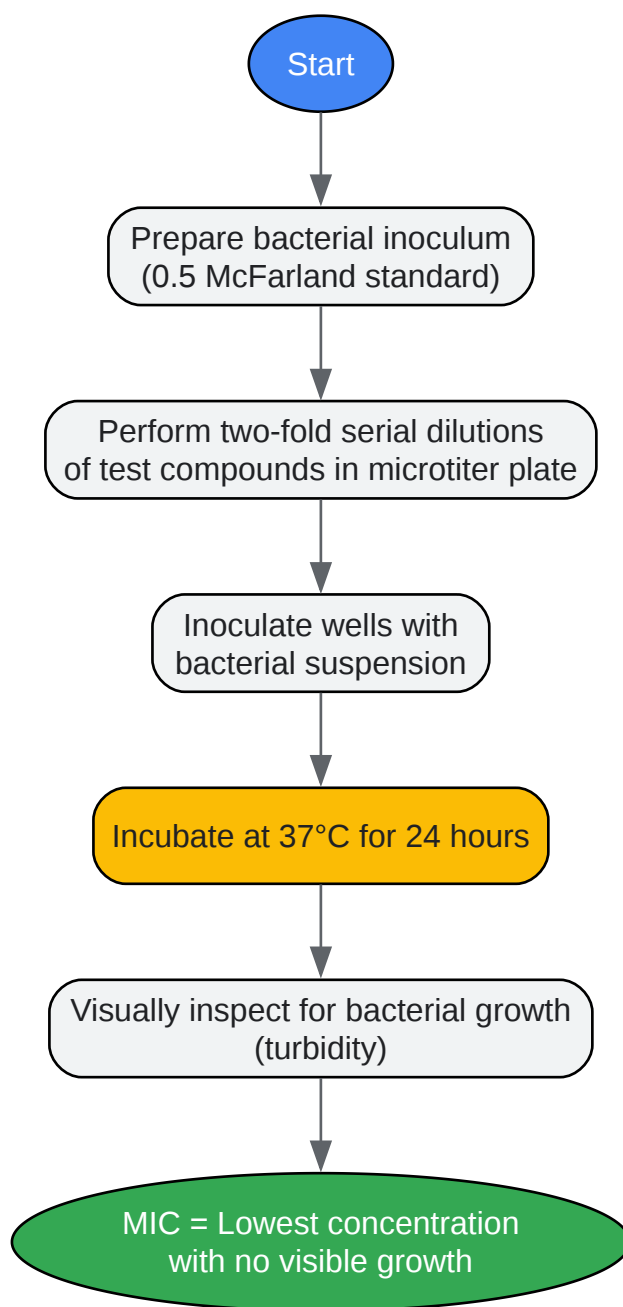 Start
Prepare bacterial inoculum
(0.5 McFarland standard)
Perform two-fold serial dilutions
of test compounds in microtiter plate
Inoculate wells with
bacterial suspension
Incubate at 37°C for 24 hours
Visually inspect for bacterial growth
(turbidity)
MIC = Lowest concentration
with no visible growth